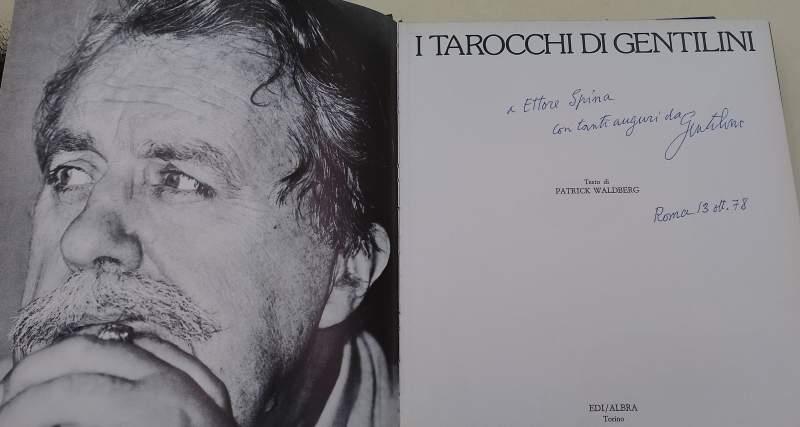 I TAROCCHI DI GENTILINI
a Ettore Spina
con tanti auguri da Gentilini
Testo di
PATRICK WALDBERG
Roma 13 ott. 78
EDI/ALBRA
Torino